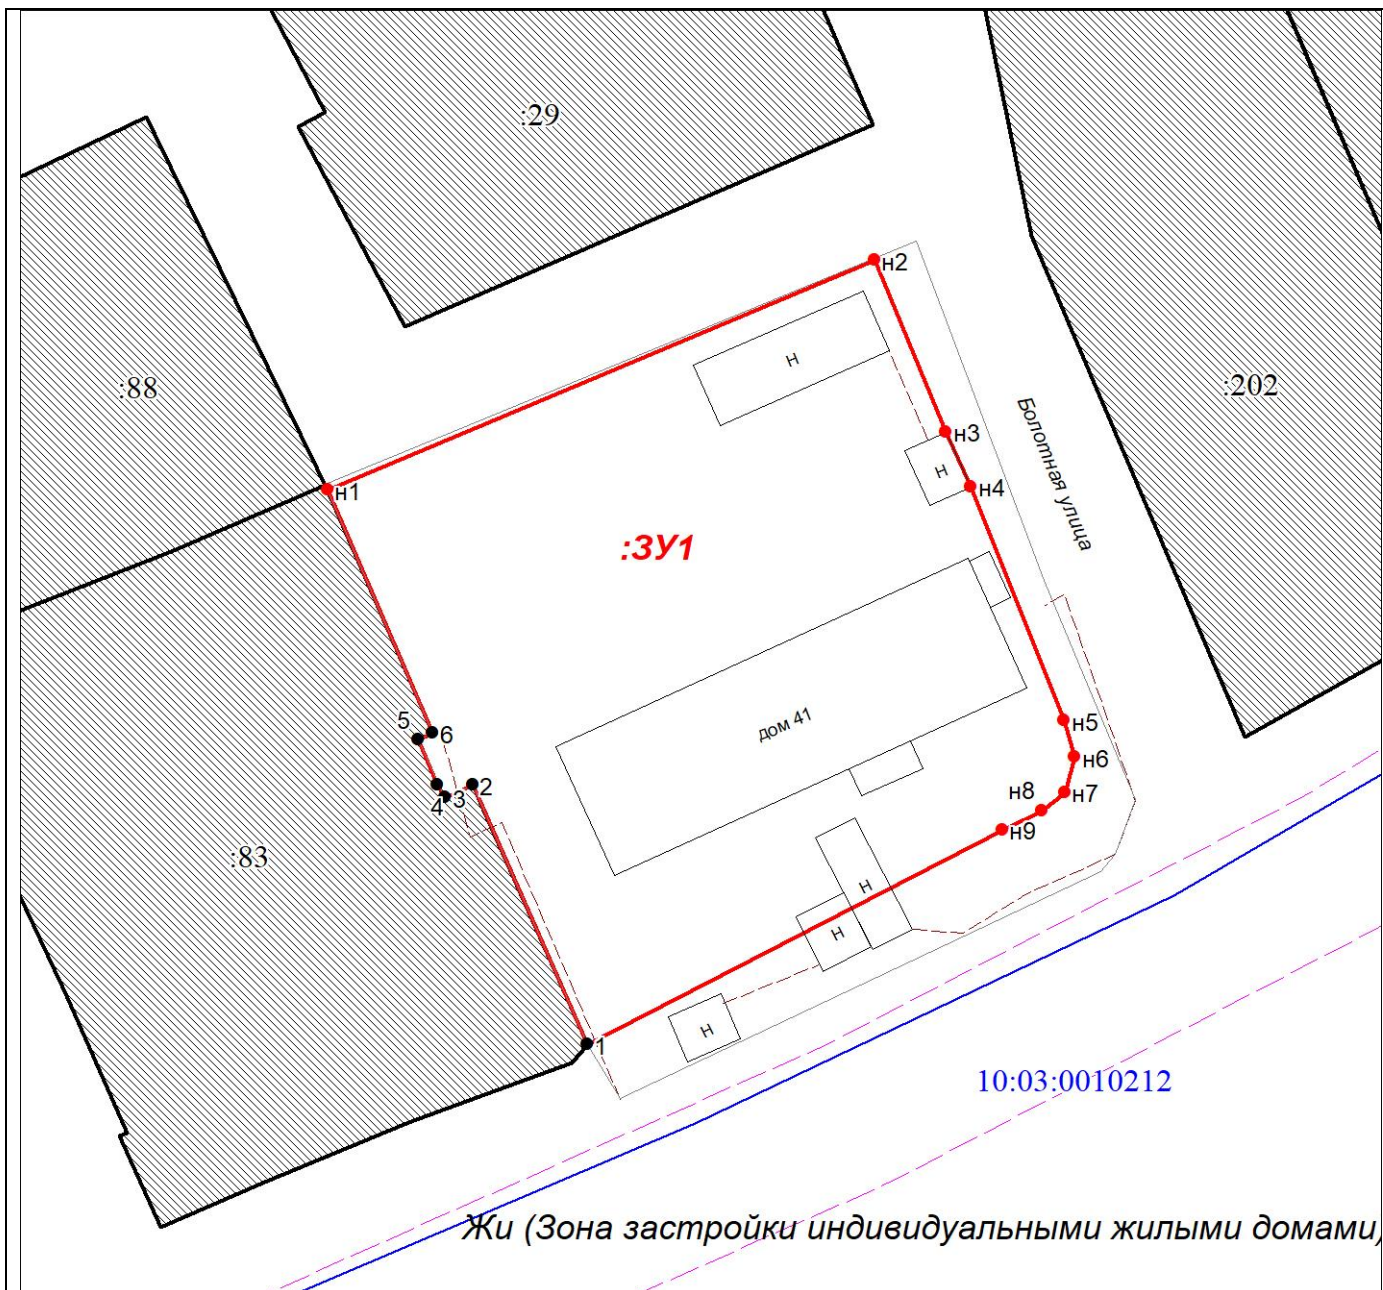 :29
н2
Н
:88
:202
н3
Н
н4
н1
Болотная улица
:ЗУ1
5
6
дом 41
н5
н6
2
н8
н7
4
3
н9
:83
Н
Н
1
Н
10:03:0010212
Жи (Зона застройки индивидуальными жилыми домами)